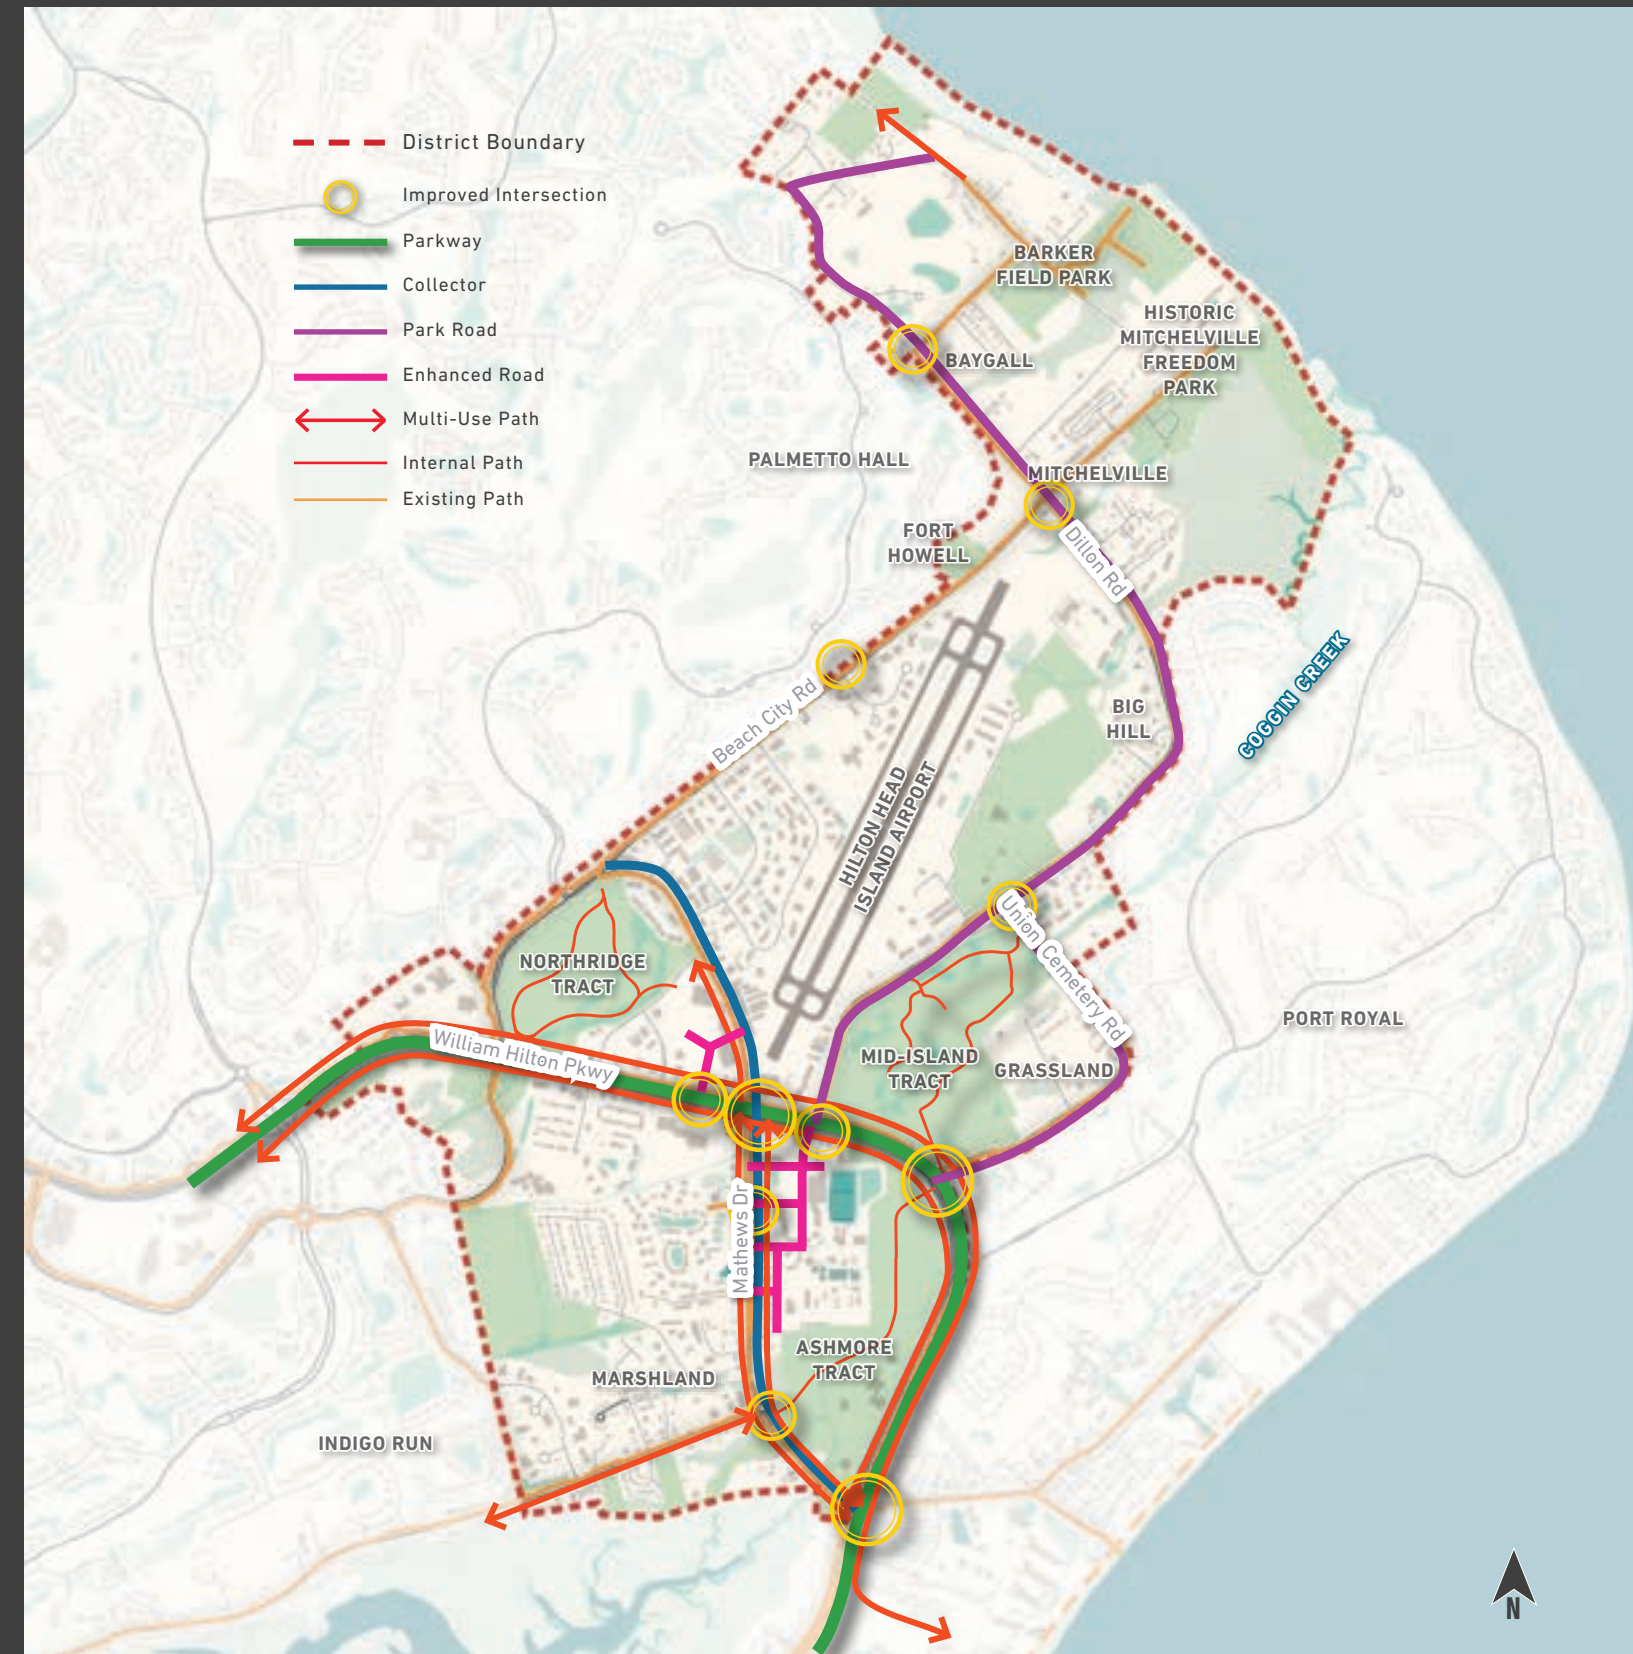 District Boundary
Improved Intersection
Parkway
Collector
Park Road
Enhanced Road
Multi-Use Path
Internal Path
Existing Path
BARKER
FIELD PARK
HISTORIC
MITCHELVILLE
FREEDOM
PARK
BAYGALL
PALMETTO HALL
MITCHELVILLE
FORT
HOWELL
Dillon Rd
Beach City Rd
BIG
HILL
COGGIN CREEK
HILTON HEAD
ISLAND AIRPORT
Union Cemetery Rd
NORTHRIDGE
TRACT
William Hilton Pkwy
MID-ISLAND
TRACT
GRASSLAND
PORT ROYAL
Mathews Dr
ASHMORE
TRACT
MARSHLAND
INDIGO RUN
N